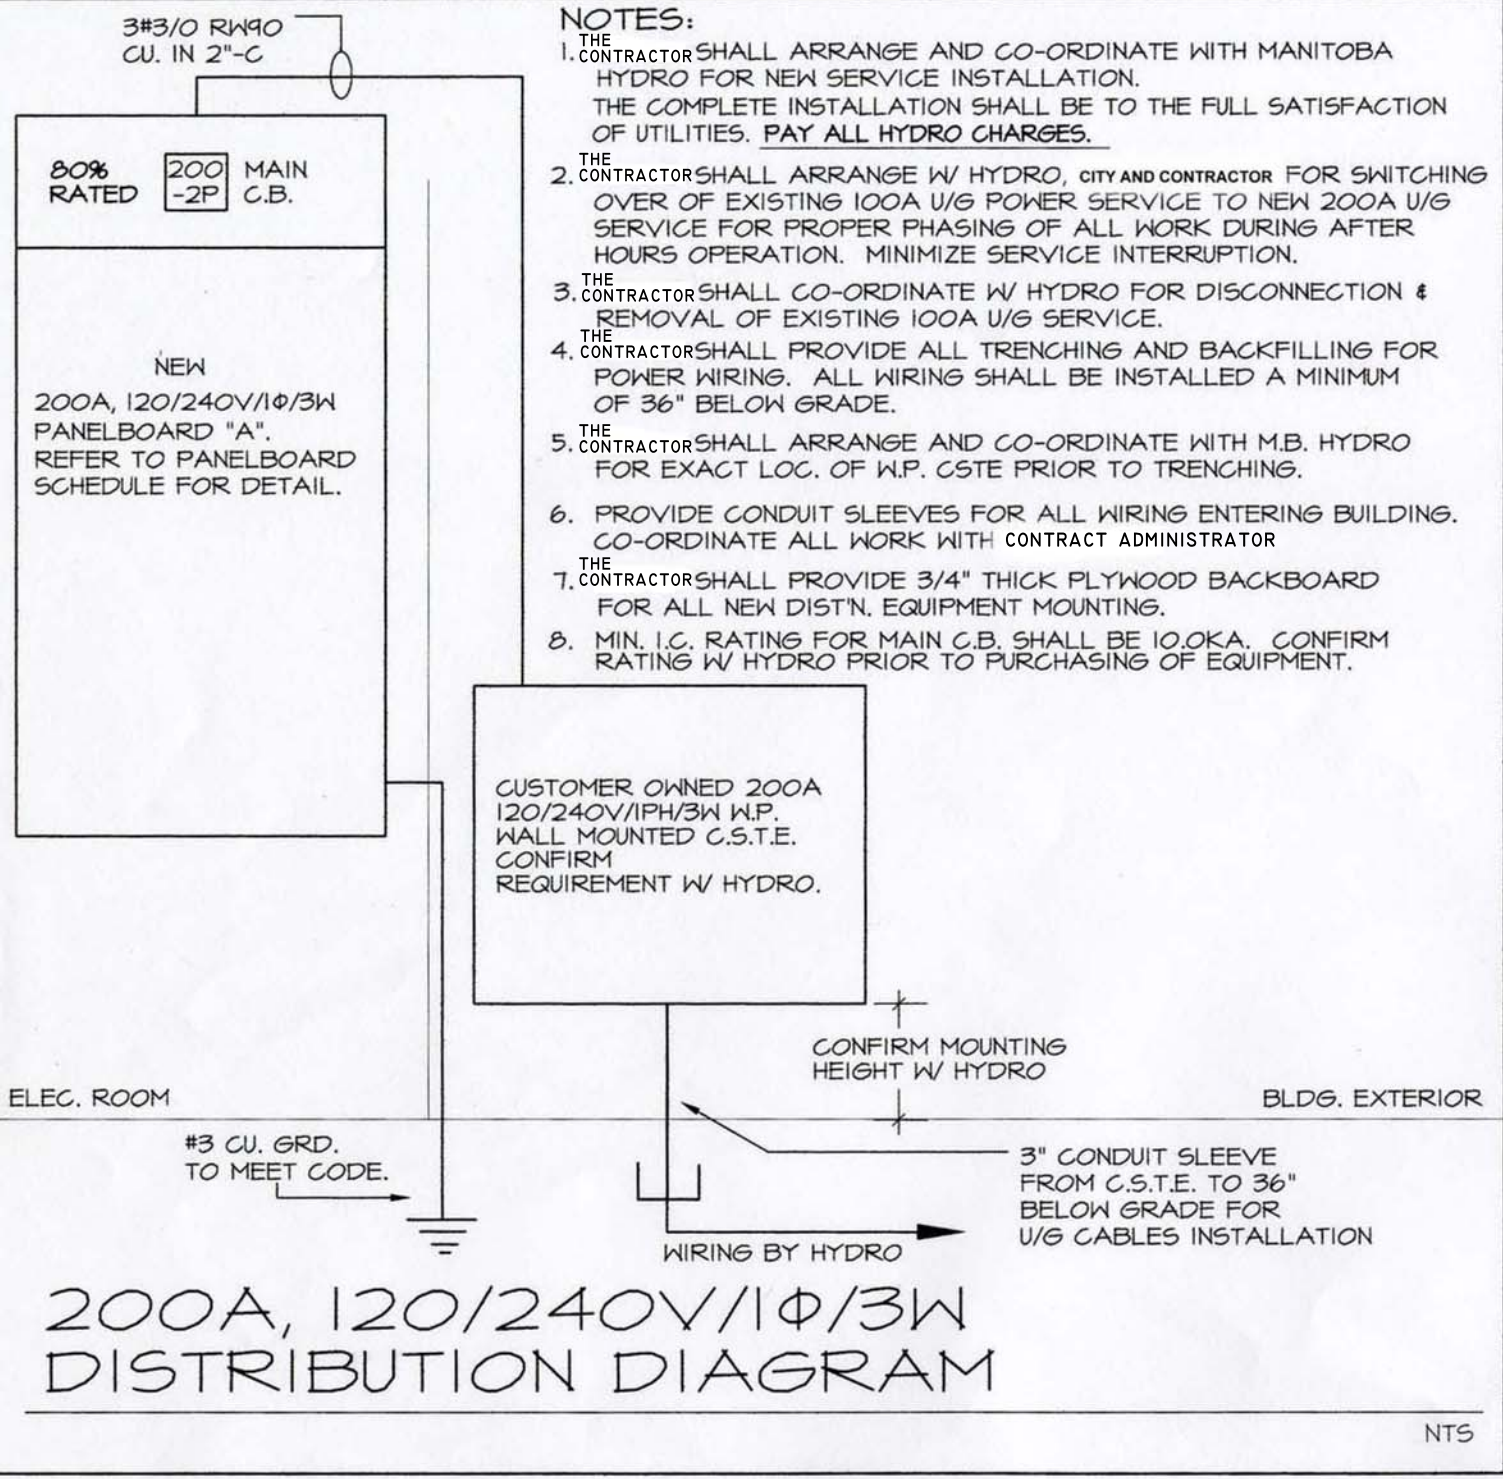 3#3/0 RW90
CU. IN 2"-C
80%
RATED
200
-2P
MAIN
C.B.
NEW
200A, 120/240V/1Φ/3W
PANELBOARD "A".
REFER TO PANELBOARD
SCHEDULE FOR DETAIL.
NOTES:
1. THE CONTRACTOR SHALL ARRANGE AND CO-ORDINATE WITH MANITOBA
HYDRO FOR NEW SERVICE INSTALLATION.
THE COMPLETE INSTALLATION SHALL BE TO THE FULL SATISFACTION
OF UTILITIES. PAY ALL HYDRO CHARGES.
2. THE CONTRACTOR SHALL ARRANGE W/ HYDRO, CITY AND CONTRACTOR FOR SWITCHING
OVER OF EXISTING 100A U/G POWER SERVICE TO NEW 200A U/G
SERVICE FOR PROPER PHASING OF ALL WORK DURING AFTER
HOURS OPERATION. MINIMIZE SERVICE INTERRUPTION.
3. THE CONTRACTOR SHALL CO-ORDINATE W/ HYDRO FOR DISCONNECTION &
REMOVAL OF EXISTING 100A U/G SERVICE.
4. THE CONTRACTOR SHALL PROVIDE ALL TRENCHING AND BACKFILLING FOR
POWER WIRING. ALL WIRING SHALL BE INSTALLED A MINIMUM
OF 36" BELOW GRADE.
5. THE CONTRACTOR SHALL ARRANGE AND CO-ORDINATE WITH M.B. HYDRO
FOR EXACT LOC. OF W.P. CSTE PRIOR TO TRENCHING.
6. PROVIDE CONDUIT SLEEVES FOR ALL WIRING ENTERING BUILDING.
CO-ORDINATE ALL WORK WITH CONTRACT ADMINISTRATOR
7. THE CONTRACTOR SHALL PROVIDE 3/4" THICK PLYWOOD BACKBOARD
FOR ALL NEW DIST'N. EQUIPMENT MOUNTING.
8. MIN. I.C. RATING FOR MAIN C.B. SHALL BE 10.0KA. CONFIRM
RATING W/ HYDRO PRIOR TO PURCHASING OF EQUIPMENT.
CUSTOMER OWNED 200A
120/240V/1PH/3W W.P.
WALL MOUNTED C.S.T.E.
CONFIRM
REQUIREMENT W/ HYDRO.
CONFIRM MOUNTING
HEIGHT W/ HYDRO
ELEC. ROOM
BLDG. EXTERIOR
#3 CU. GRD.
TO MEET CODE.
3" CONDUIT SLEEVE
FROM C.S.T.E. TO 36"
BELOW GRADE FOR
U/G CABLES INSTALLATION
WIRING BY HYDRO
200A, 120/240V/1Φ/3W
DISTRIBUTION DIAGRAM
NTS